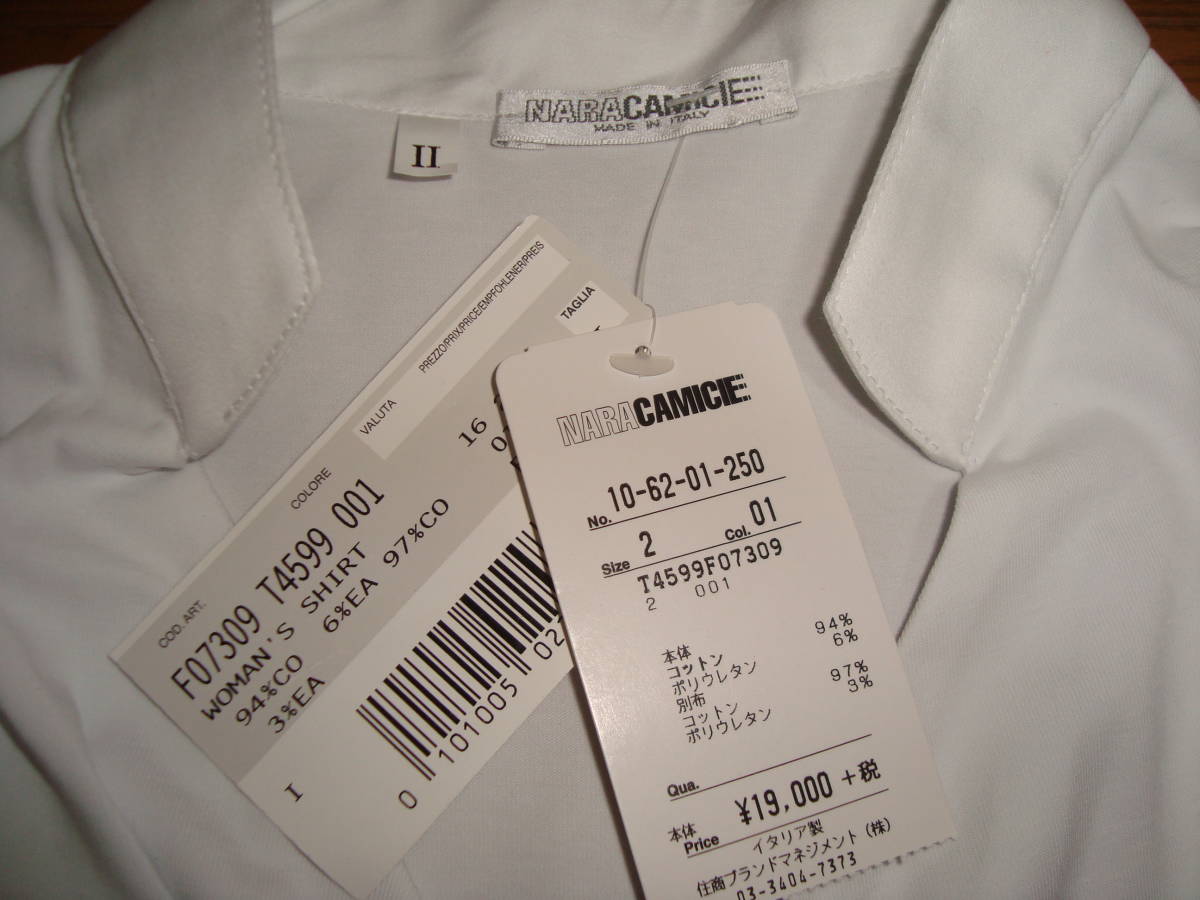 NARACAMICIE
MADE IN ITALY
II
PREZZO/PRIX/PRICE/EMPFOHLENER/PREIS
TAGLIA
VALUTA
COLORE
16
COD. ART.
F07309 T4599 001
WOMAN'S SHIRT
94%CO 6%EA 97%CO
3%EA
I
0 101005 02
NARACAMICIE
No. 10-62-01-250
Size 2 Col. 01
T4599F07309
2 001
本体 94%
コットン 6%
ポリウレタン
別布 97%
コットン 3%
ポリウレタン
Qua.
本体 Price ¥19,000 +税
イタリア製
住商ブランドマネジメント(株)
03-3404-7373